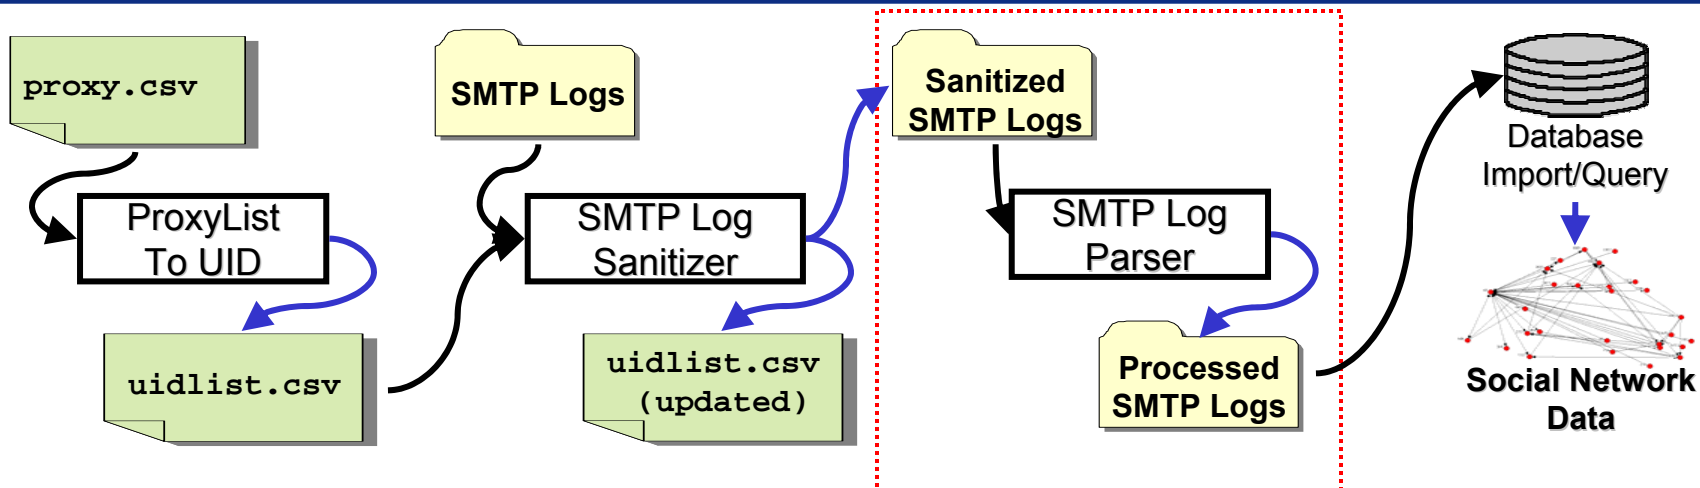 proxy.csv
ProxyList
To UID
uidlist.csv
SMTP Logs
SMTP Log
Sanitizer
uidlist.csv
(updated)
Sanitized
SMTP Logs
SMTP Log
Parser
Processed
SMTP Logs
Database
Import/Query
Social Network
Data